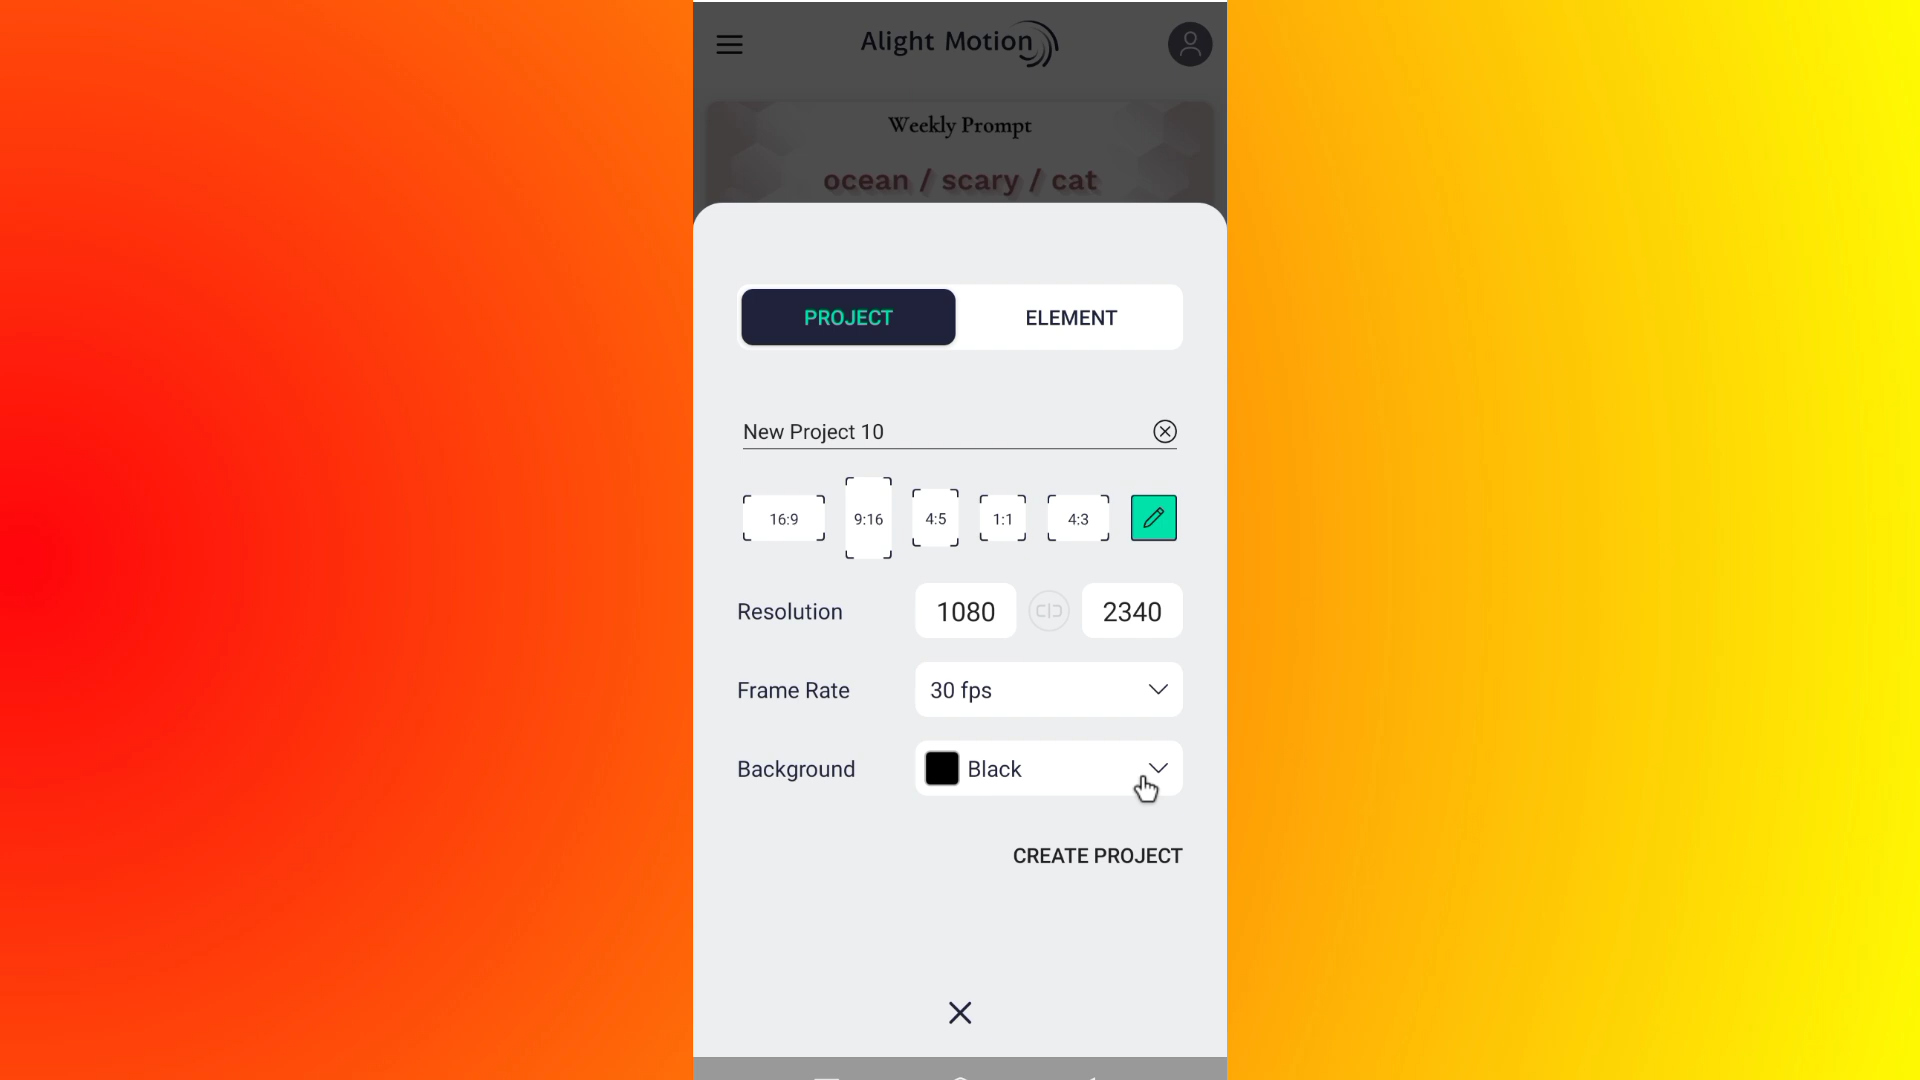 Alight Motion
Weekly Prompt
ocean / scary / cat
PROJECT
ELEMENT
New Project 10
16:9
9:16
4:5
1:1
4:3
Resolution
1080
2340
Frame Rate
30 fps
Background
Black
CREATE PROJECT